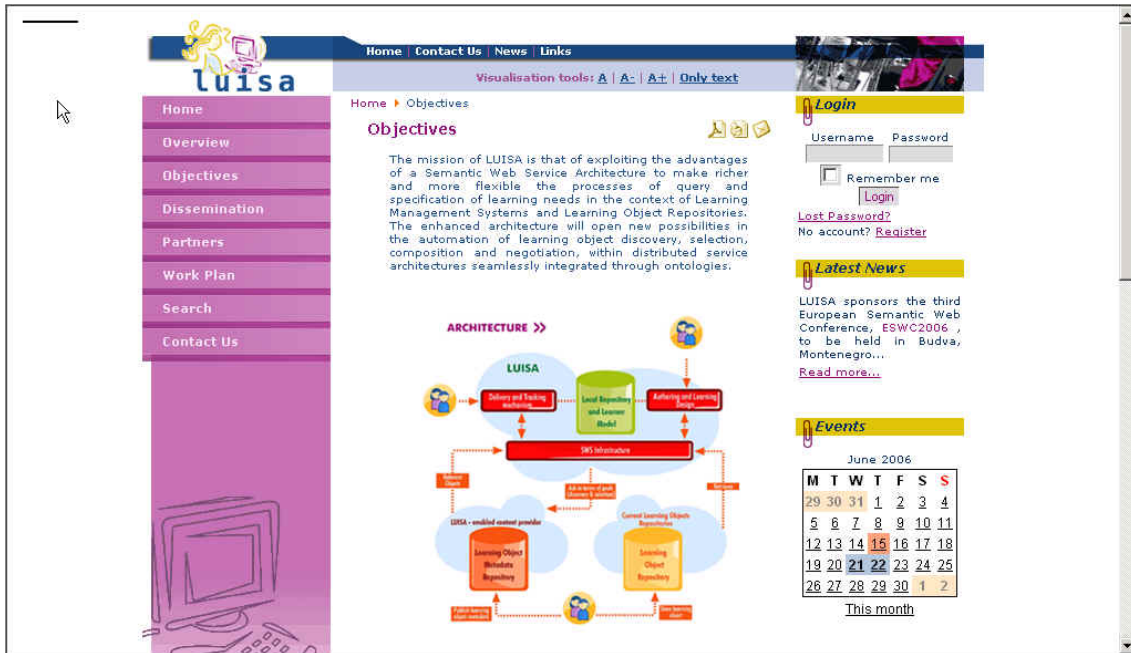 luisa
Home | Contact Us | News | Links
Visualisation tools: A | A- | A+ | Only text
Home
Overview
Objectives
Dissemination
Partners
Work Plan
Search
Contact Us
Home Objectives
Objectives
The mission of LUISA is that of exploiting the advantages
of a Semantic Web Service Architecture to make richer
and more flexible the processes of query and
specification of learning needs in the context of Learning
Management Systems and Learning Object Repositories.
The enhanced architecture will open new possibilities in
the automation of learning object discovery, selection,
composition and negotiation, within distributed service
architectures seamlessly integrated through ontologies.
ARCHITECTURE >>
LUISA
Delivery and Tracking
Local Repository
and Learner
Model
Authoring and Learning
Design
SWS Infrastructure
LUISA - enabled content provider
Current Learning Objects
Repositories
Learning Object
Metadata
Repository
Learning
Object
Repository
Login
Username Password
Remember me
Login
Lost Password?
No account? Register
Latest News
LUISA sponsors the third
European Semantic Web
Conference, ESWC2006 ,
to be held in Budva,
Montenegro...
Read more...
Events
June 2006
M T W T F S S
29 30 31 1 2 3 4
5 6 7 8 9 10 11
12 13 14 15 16 17 18
19 20 21 22 23 24 25
26 27 28 29 30 1 2
This month